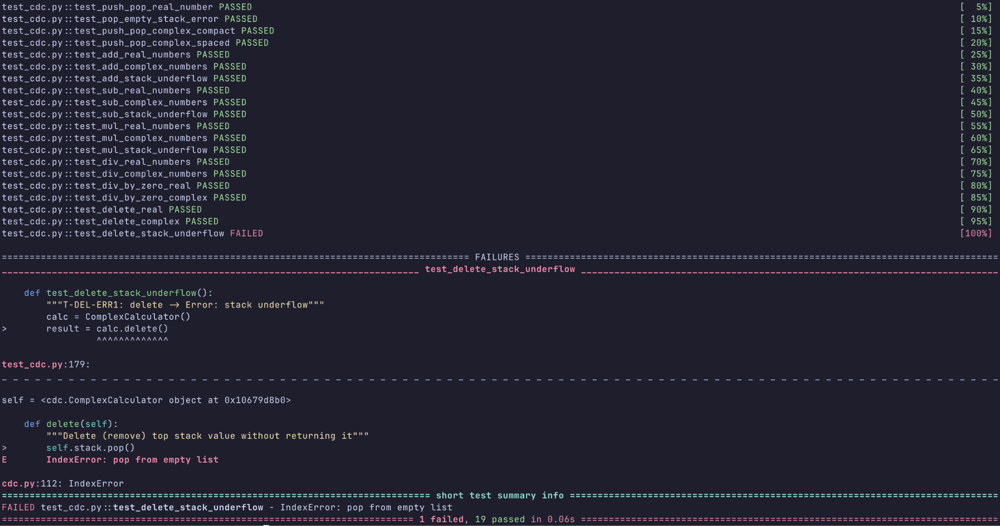 test_cdc.py::test_push_pop_real_number PASSED [  5%]
test_cdc.py::test_pop_empty_stack_error PASSED [ 10%]
test_cdc.py::test_push_pop_complex_compact PASSED [ 15%]
test_cdc.py::test_push_pop_complex_spaced PASSED [ 20%]
test_cdc.py::test_add_real_numbers PASSED [ 25%]
test_cdc.py::test_add_complex_numbers PASSED [ 30%]
test_cdc.py::test_add_stack_underflow PASSED [ 35%]
test_cdc.py::test_sub_real_numbers PASSED [ 40%]
test_cdc.py::test_sub_complex_numbers PASSED [ 45%]
test_cdc.py::test_sub_stack_underflow PASSED [ 50%]
test_cdc.py::test_mul_real_numbers PASSED [ 55%]
test_cdc.py::test_mul_complex_numbers PASSED [ 60%]
test_cdc.py::test_mul_stack_underflow PASSED [ 65%]
test_cdc.py::test_div_real_numbers PASSED [ 70%]
test_cdc.py::test_div_complex_numbers PASSED [ 75%]
test_cdc.py::test_div_by_zero_real PASSED [ 80%]
test_cdc.py::test_div_by_zero_complex PASSED [ 85%]
test_cdc.py::test_delete_real PASSED [ 90%]
test_cdc.py::test_delete_complex PASSED [ 95%]
test_cdc.py::test_delete_stack_underflow FAILED [100%]
==================== FAILURES ====================
____________________ test_delete_stack_underflow ____________________
    def test_delete_stack_underflow():
        """T-DEL-ERR1: delete → Error: stack underflow"""
        calc = ComplexCalculator()
>       result = calc.delete()
                 ^^^^^^^^^^^^^
test_cdc.py:179:
_ _ _ _ _ _ _ _ _ _ _ _ _ _ _ _ _ _ _ _
self = <cdc.ComplexCalculator object at 0x10679d8b0>
    def delete(self):
        """Delete (remove) top stack value without returning it"""
>       self.stack.pop()
E       IndexError: pop from empty list
cdc.py:112: IndexError
==================== short test summary info ====================
FAILED test_cdc.py::test_delete_stack_underflow - IndexError: pop from empty list
==================== 1 failed, 19 passed in 0.06s ====================